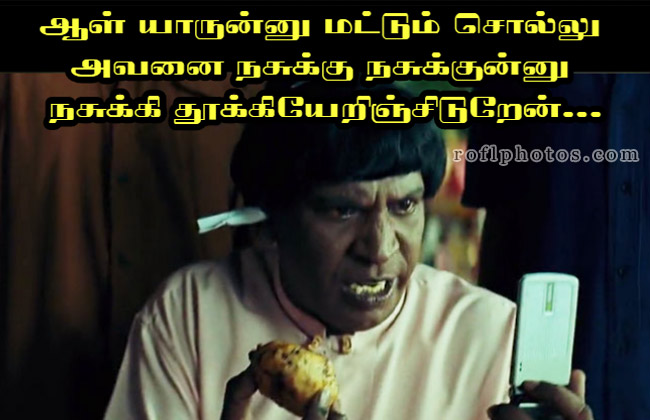 ஆள் யாருன்னு மட்டும் சொல்லு
அவனை நசுக்கு நசுக்குன்னு
நசுக்கி தூக்கியேறிஞ்சிடுறேன்...
roflphotos.com